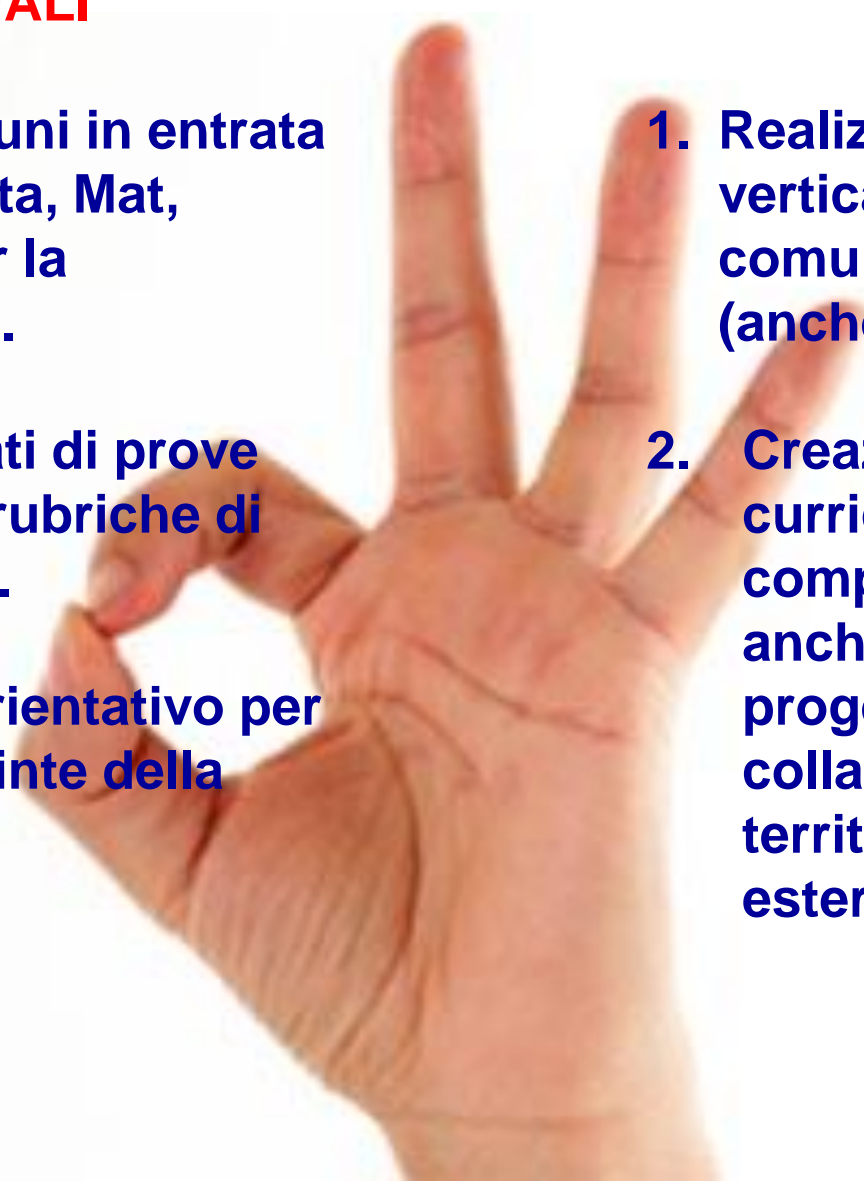 ALI
uni in entrata
ta, Mat,
r la
.
ti di prove
rubriche di
.
rientativo per
inte della
1. Realiz
vertica
comu
(anche
2. Crea
curric
comp
anch
proge
colla
territ
ester